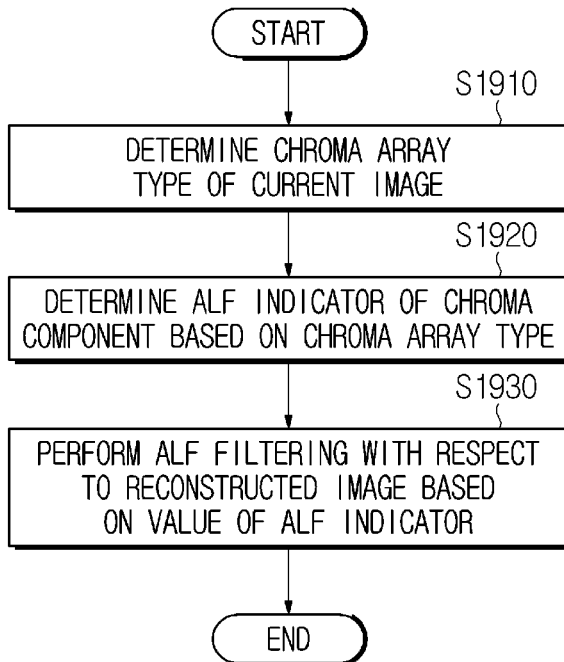 START
S1910
DETERMINE CHROMA ARRAY
TYPE OF CURRENT IMAGE
S1920
DETERMINE ALF INDICATOR OF CHROMA
COMPONENT BASED ON CHROMA ARRAY TYPE
S1930
PERFORM ALF FILTERING WITH RESPECT
TO RECONSTRUCTED IMAGE BASED
ON VALUE OF ALF INDICATOR
END